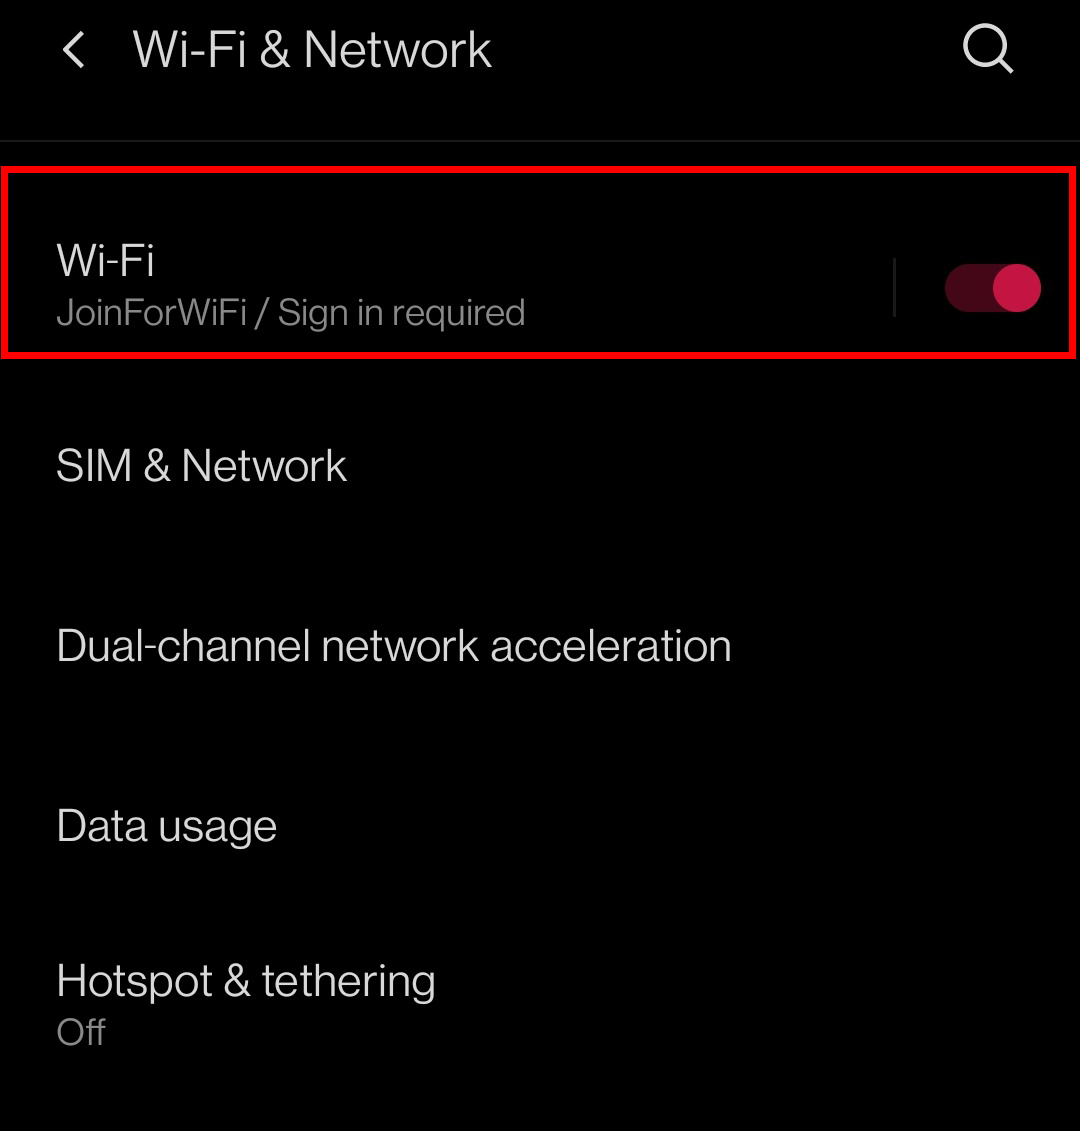 Wi-Fi & Network
Wi-Fi
JoinForWiFi / Sign in required
SIM & Network
Dual-channel network acceleration
Data usage
Hotspot & tethering
Off